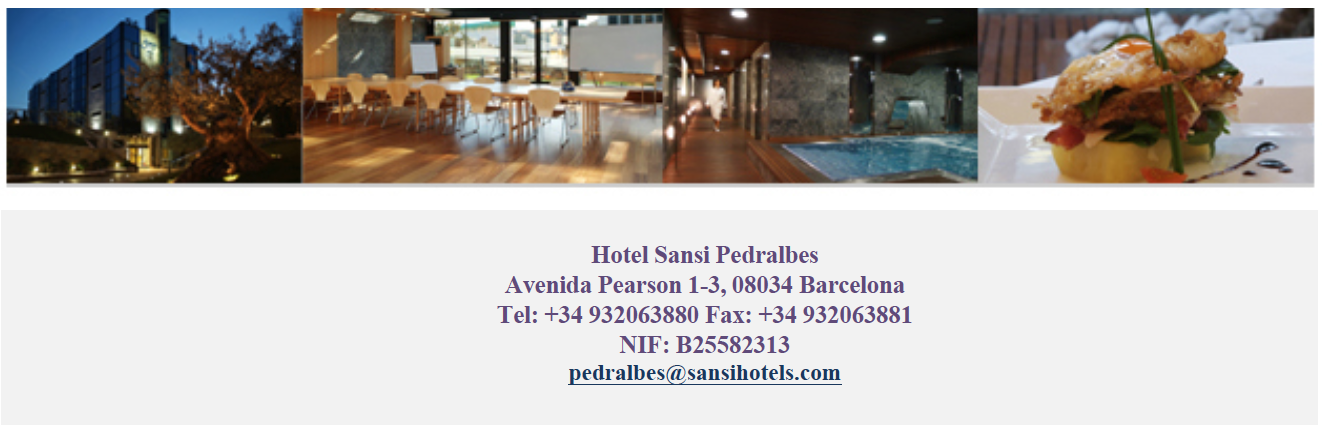 Hotel Sansi Pedralbes
Avenida Pearson 1-3, 08034 Barcelona
Tel: +34 932063880 Fax: +34 932063881
NIF: B25582313
pedralbes@sansihotels.com